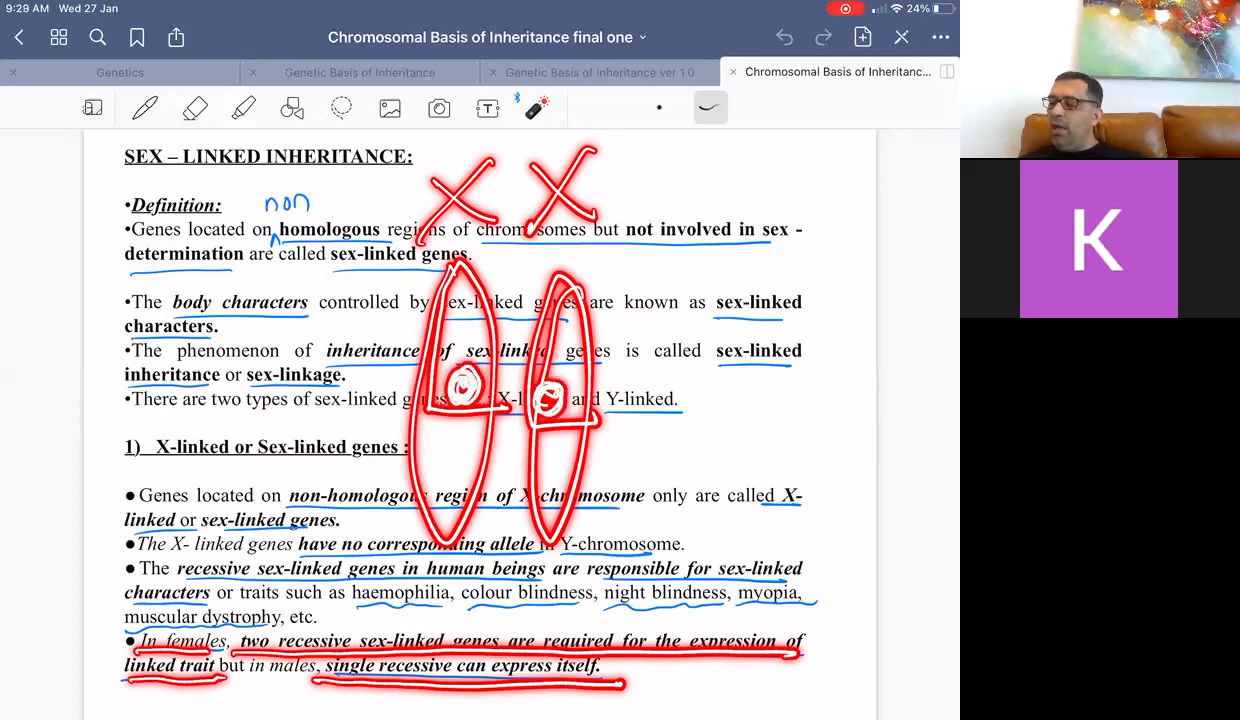 9:29 AM Wed 27 Jan
24%
Chromosomal Basis of Inheritance final one
Genetics
Genetic Basis of Inheritance
Genetic Basis of Inheritance ver 1.0
Chromosomal Basis of Inheritanc...
SEX – LINKED INHERITANCE:
X X
•Definition:
non
•Genes located on homologous regions of chromosomes but not involved in sex -
determination are called sex-linked genes.
•The body characters controlled by sex-linked genes are known as sex-linked
characters.
•The phenomenon of inheritance of sex-linked genes is called sex-linked
inheritance or sex-linkage.
•There are two types of sex-linked and Y-linked.
1) X-linked or Sex-linked genes :
●Genes located on non-homologous region of X-chromosome only are called X-
linked or sex-linked genes.
●The X- linked genes have no corresponding allele in Y-chromosome.
● The recessive sex-linked genes in human beings are responsible for sex-linked
characters or traits such as haemophilia, colour blindness, night blindness, myopia,
muscular dystrophy, etc.
● In females, two recessive sex-linked genes are required for the expression of
linked trait but in males, single recessive can express itself.
K